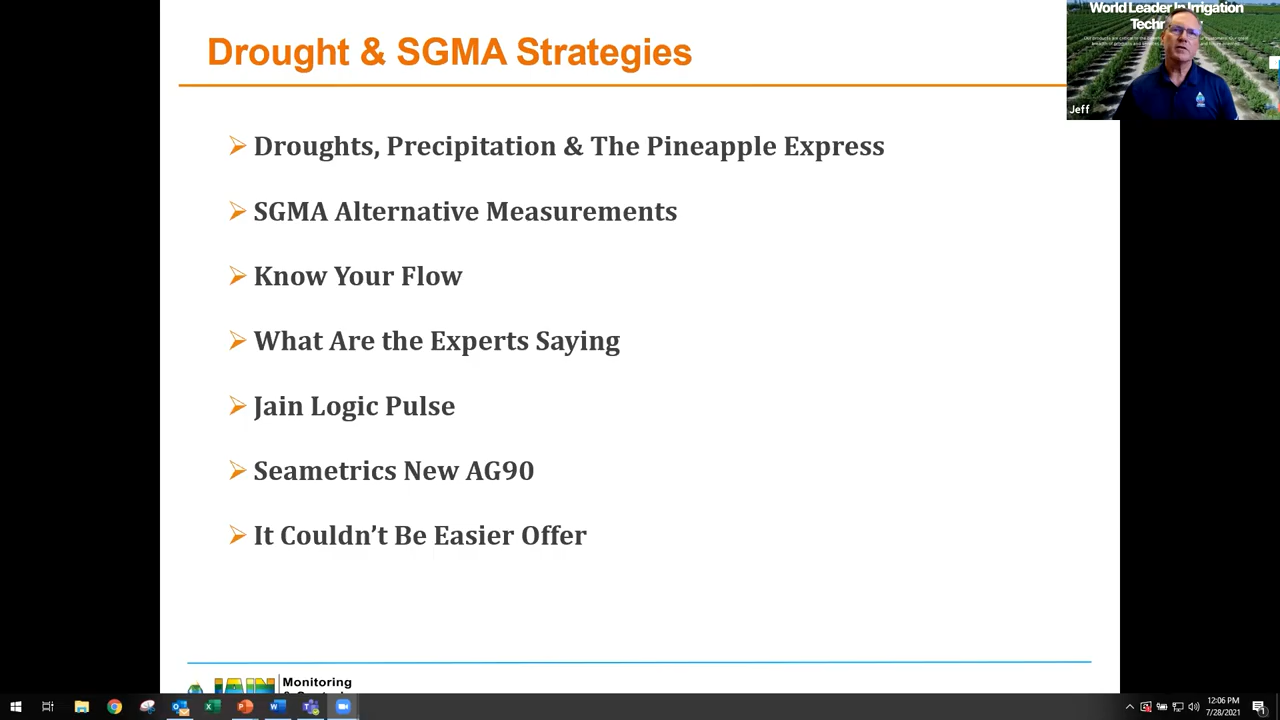 Drought & SGMA Strategies
World Leader In Irrigation
Jeff
Droughts, Precipitation & The Pineapple Express
SGMA Alternative Measurements
Know Your Flow
What Are the Experts Saying
Jain Logic Pulse
Seametrics New AG90
It Couldn't Be Easier Offer
JAIN
Monitoring
12:06 PM
7/28/2021